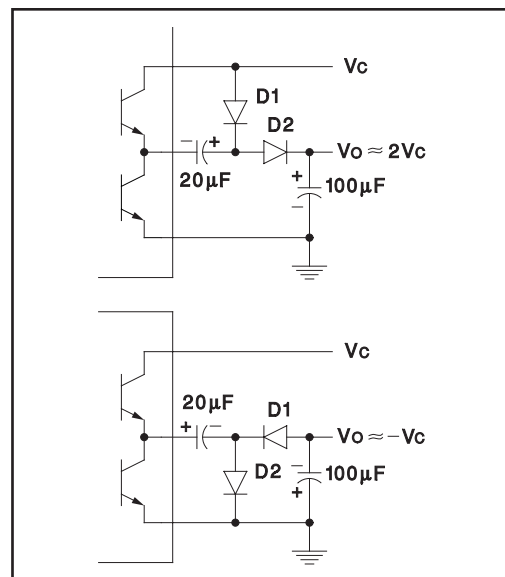 Vc
D1
D2
− +
20µF
Vo ≈ 2Vc
+
100µF
−
Vc
20µF
+ −
D1
Vo ≈ −Vc
D2
−
100µF
+